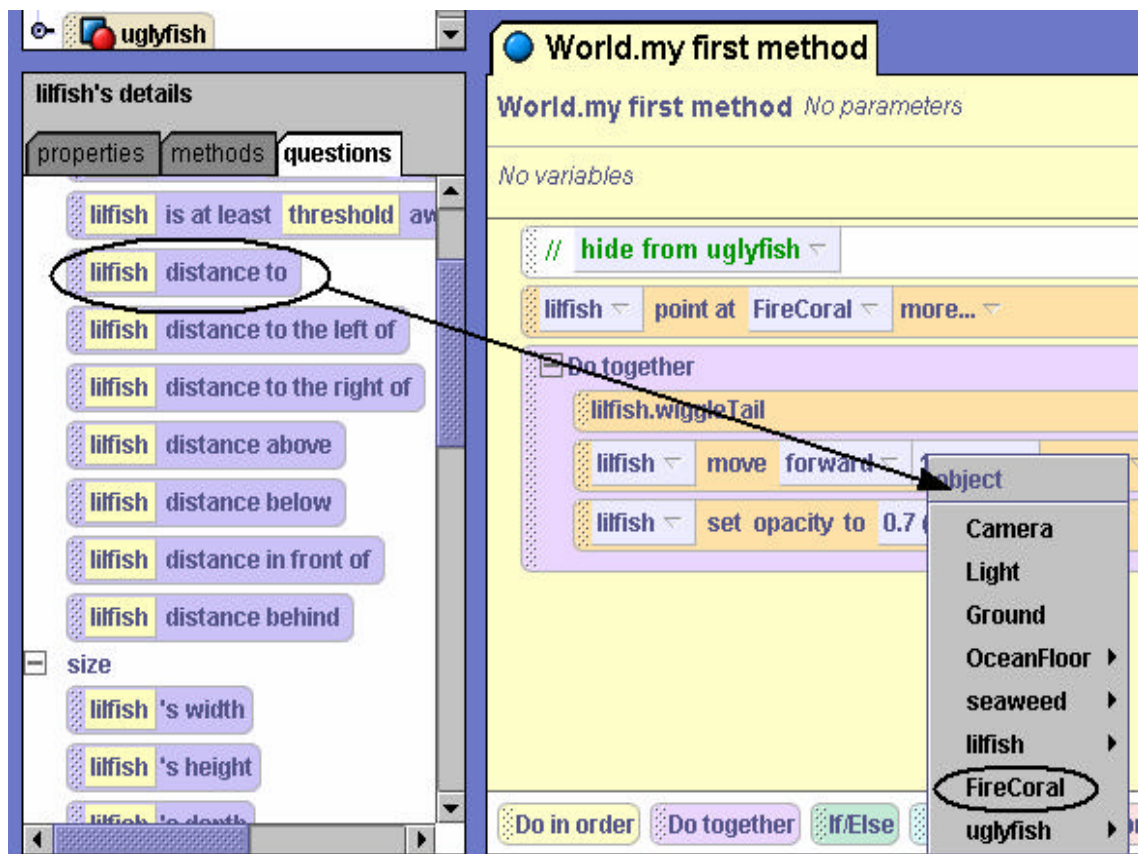 uglyfish
lilfish's details
properties methods questions
lilfish is at least threshold aw
lilfish distance to
lilfish distance to the left of
lilfish distance to the right of
lilfish distance above
lilfish distance below
lilfish distance in front of
lilfish distance behind
size
lilfish 's width
lilfish 's height
lilfish 's depth
World.my first method
World.my first method No parameters
No variables
// hide from uglyfish
lilfish point at FireCoral more...
Do together
lilfish.wiggleTail
lilfish move forward 1
lilfish set opacity to 0.7 (
object
Camera
Light
Ground
OceanFloor
seaweed
lilfish
FireCoral
uglyfish
Do in order Do together If/Else